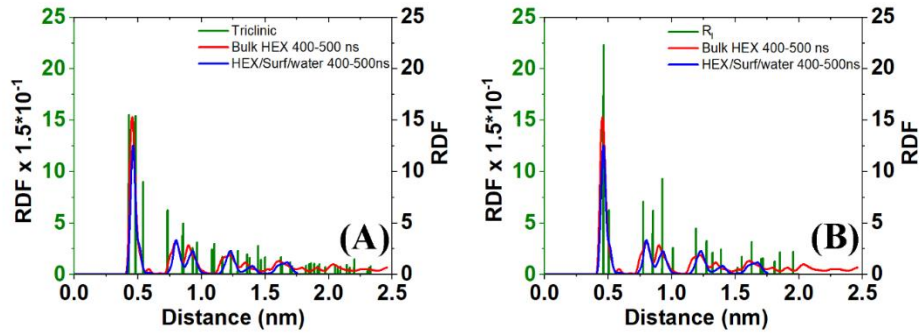 25
20
15
10
5
0
RDF x 1.5*10⁻¹
Triclinic
Bulk HEX 400-500 ns
HEX/Surf/water 400-500ns
(A)
25
20
15
10
5
0
RDF
0.0 0.5 1.0 1.5 2.0 2.5
Distance (nm)
25
20
15
10
5
0
RDF x 1.5*10⁻¹
R_I
Bulk HEX 400-500 ns
HEX/Surf/water 400-500ns
(B)
25
20
15
10
5
0
RDF
0.0 0.5 1.0 1.5 2.0 2.5
Distance (nm)